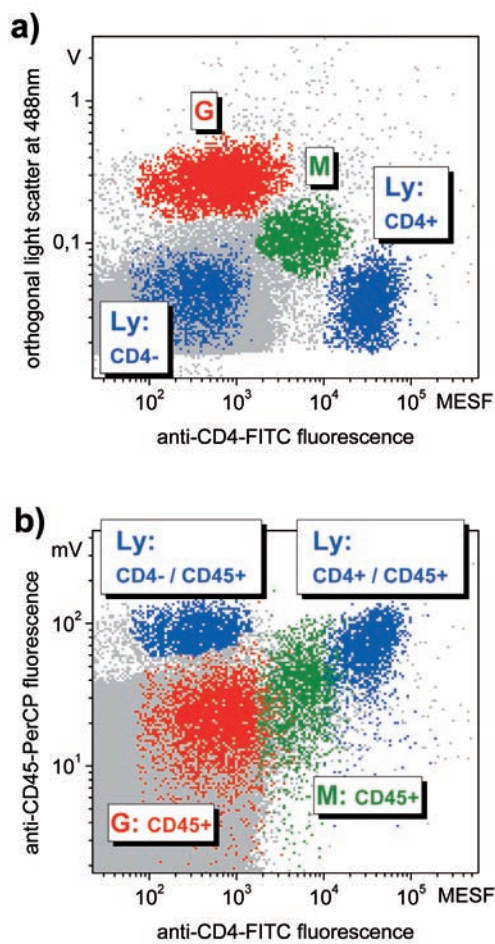 a)
V
1
0,1
orthogonal light scatter at 488nm
G
M
Ly:
CD4+
Ly:
CD4-
10² 10³ 10⁴ 10⁵ MESF
anti-CD4-FITC fluorescence
b)
mV
10²
10¹
anti-CD45-PerCP fluorescence
Ly:
CD4- / CD45+
Ly:
CD4+ / CD45+
G: CD45+
M: CD45+
10² 10³ 10⁴ 10⁵ MESF
anti-CD4-FITC fluorescence